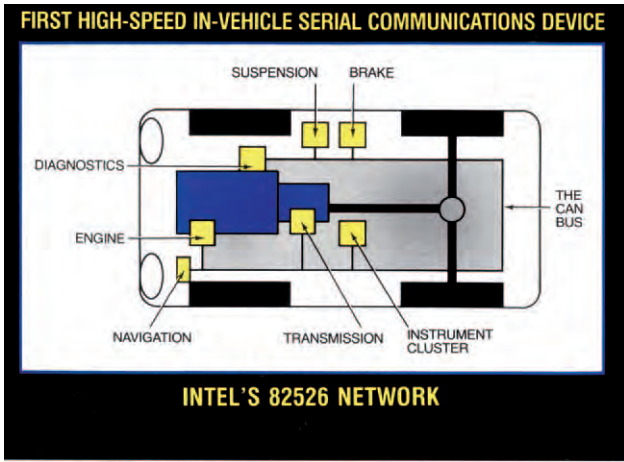 FIRST HIGH-SPEED IN-VEHICLE SERIAL COMMUNICATIONS DEVICE
SUSPENSION
BRAKE
DIAGNOSTICS
THE
CAN
BUS
ENGINE
NAVIGATION
TRANSMISSION
INSTRUMENT
CLUSTER
INTEL'S 82526 NETWORK